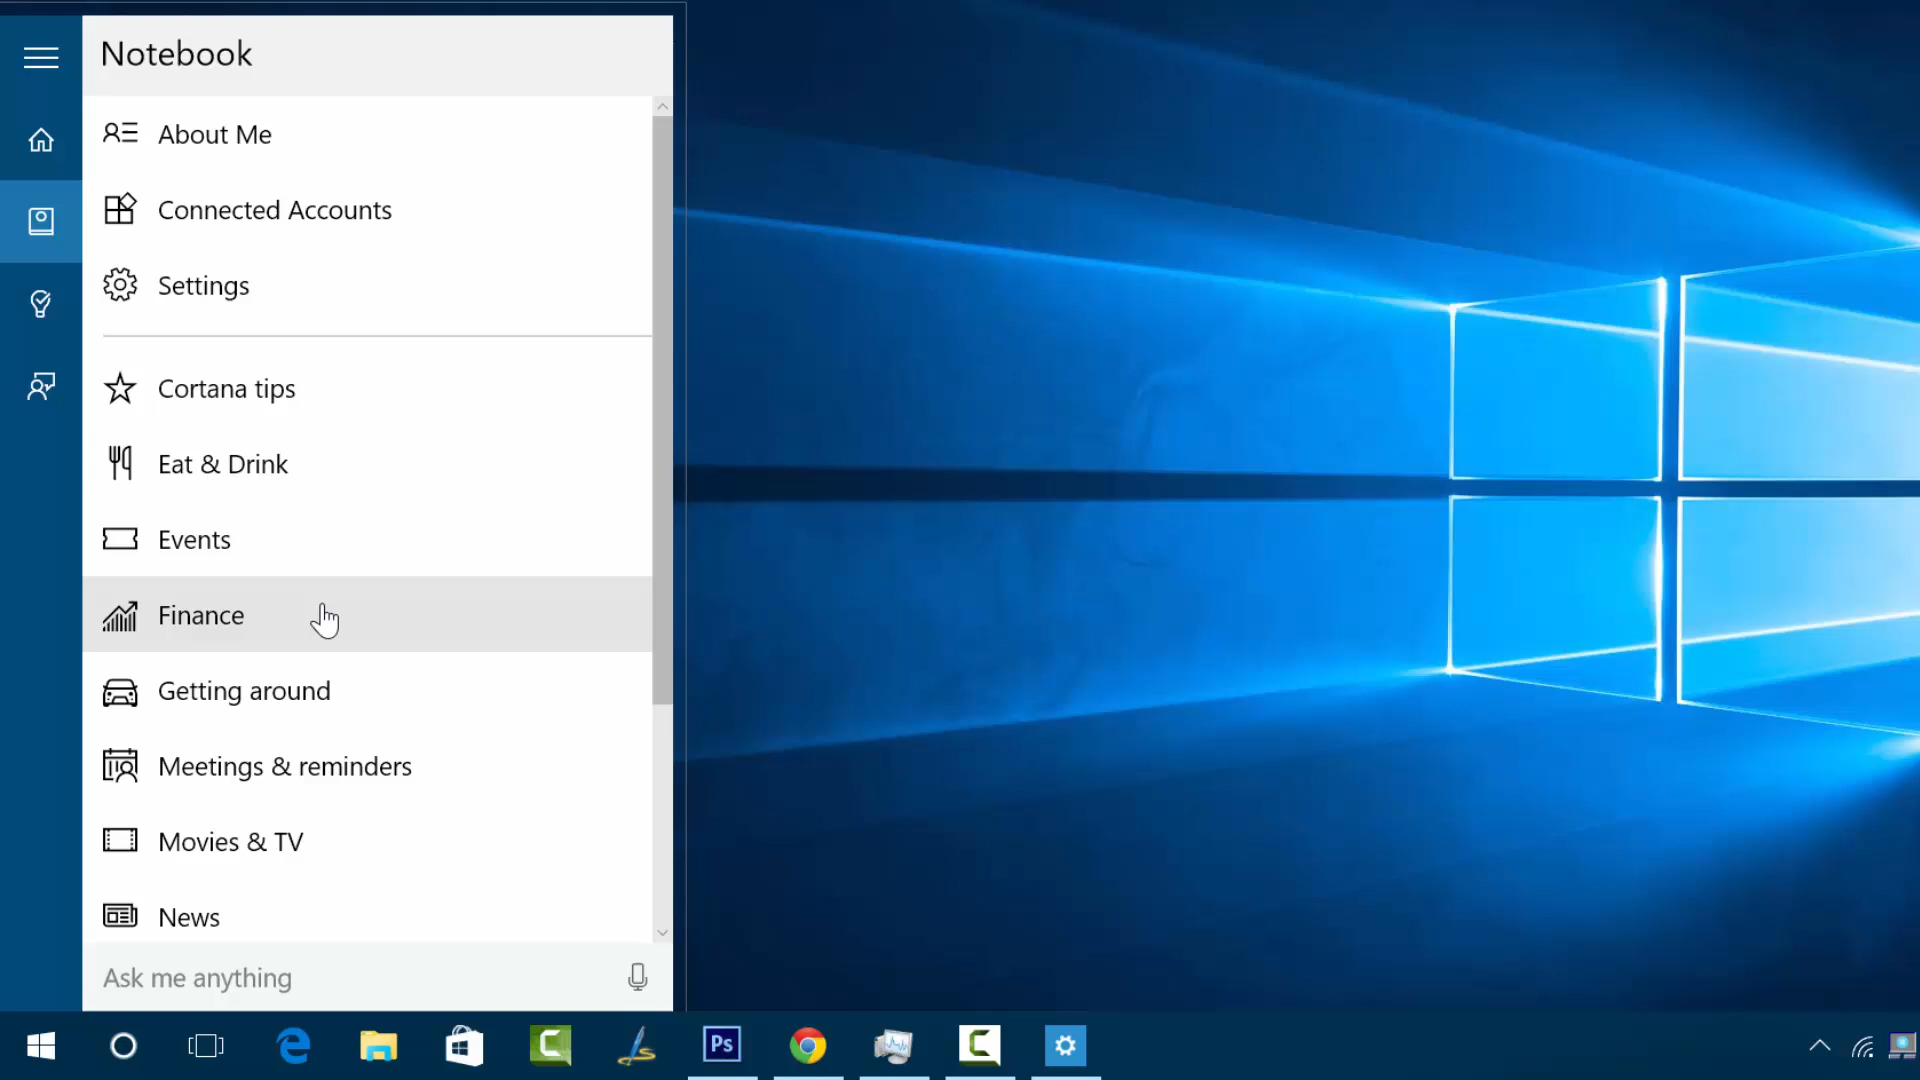 Notebook
About Me
Connected Accounts
Settings
Cortana tips
Eat & Drink
Events
Finance
Getting around
Meetings & reminders
Movies & TV
News
Ask me anything
Ps